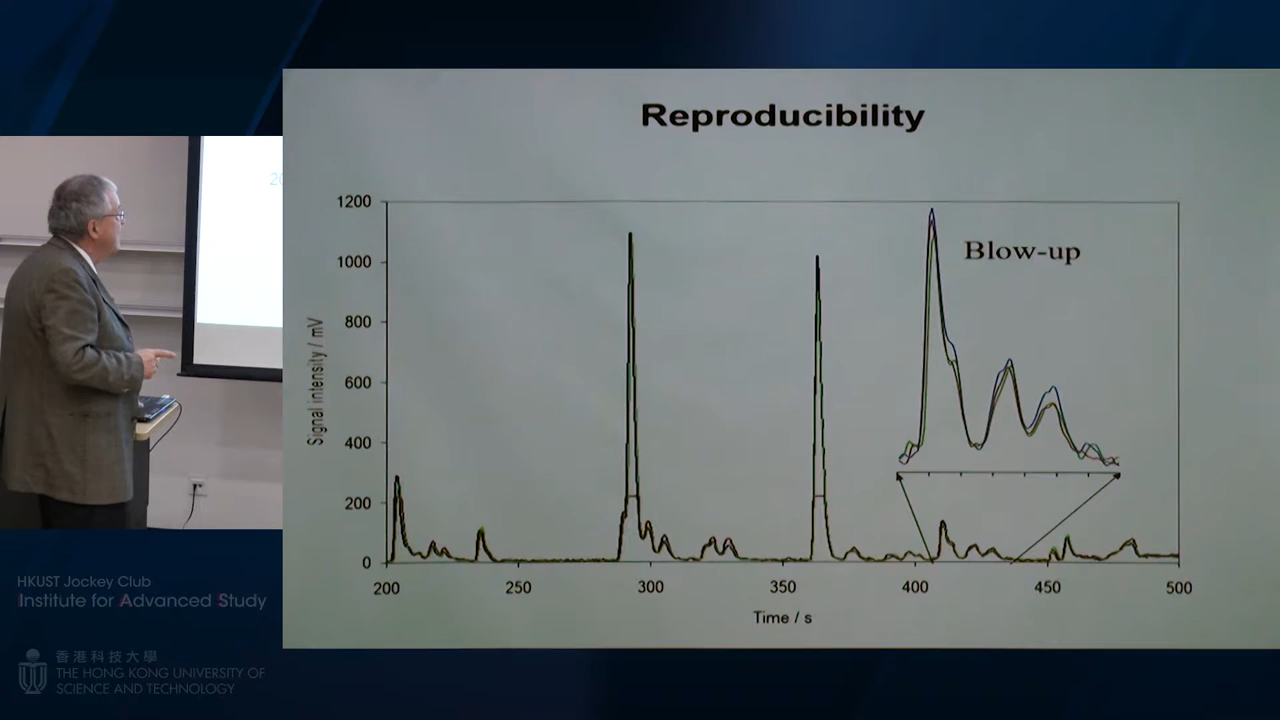 Reproducibility
20
1200
1000
800
600
400
200
0
Signal intensity / mV
Blow-up
200 250 300 350 400 450 500
Time / s
HKUST Jockey Club
Institute for Advanced Study
香港科技大學
THE HONG KONG UNIVERSITY OF
SCIENCE AND TECHNOLOGY